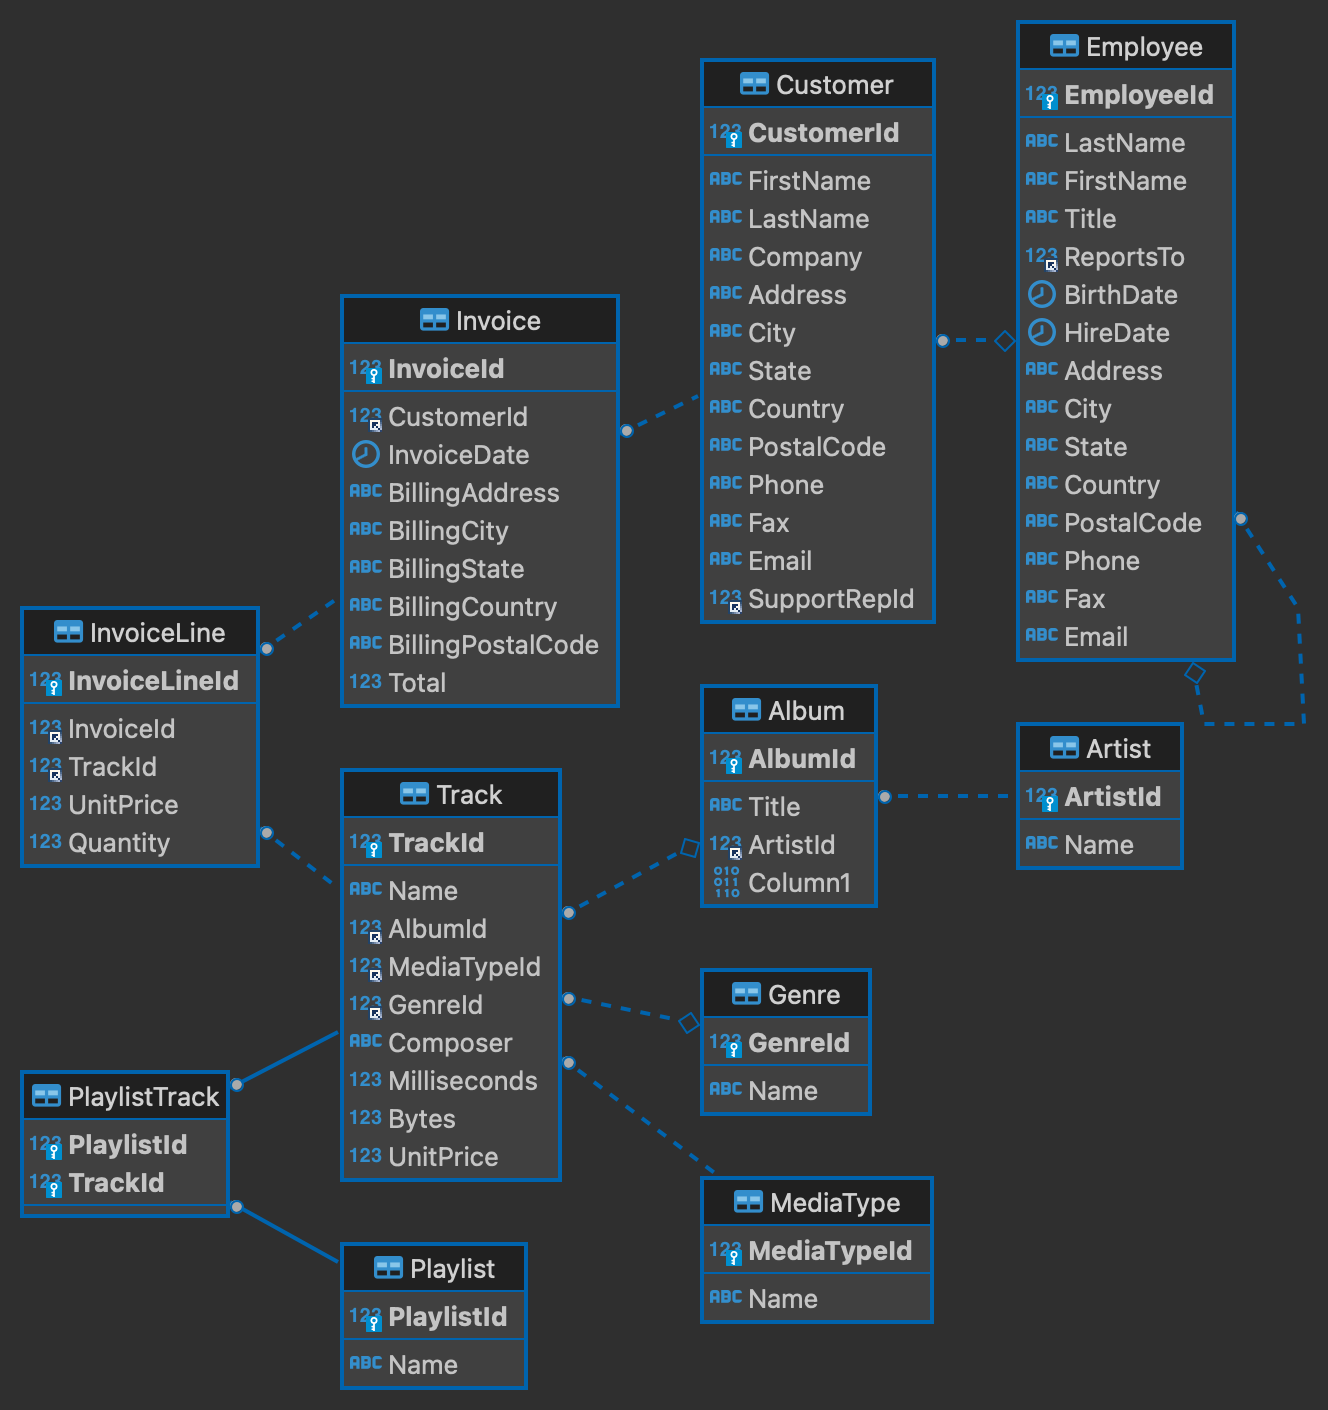 Employee
123 EmployeeId
ABC LastName
ABC FirstName
ABC Title
123 ReportsTo
BirthDate
HireDate
ABC Address
ABC City
ABC State
ABC Country
ABC PostalCode
ABC Phone
ABC Fax
ABC Email
Customer
123 CustomerId
ABC FirstName
ABC LastName
ABC Company
ABC Address
ABC City
ABC State
ABC Country
ABC PostalCode
ABC Phone
ABC Fax
ABC Email
123 SupportRepId
Invoice
123 InvoiceId
123 CustomerId
InvoiceDate
ABC BillingAddress
ABC BillingCity
ABC BillingState
ABC BillingCountry
ABC BillingPostalCode
123 Total
InvoiceLine
123 InvoiceLineId
123 InvoiceId
123 TrackId
123 UnitPrice
123 Quantity
Album
123 AlbumId
ABC Title
123 ArtistId
010 011 110 Column1
Artist
123 ArtistId
ABC Name
Track
123 TrackId
ABC Name
123 AlbumId
123 MediaTypeId
123 GenreId
ABC Composer
123 Milliseconds
123 Bytes
123 UnitPrice
Genre
123 GenreId
ABC Name
PlaylistTrack
123 PlaylistId
123 TrackId
MediaType
123 MediaTypeId
ABC Name
Playlist
123 PlaylistId
ABC Name